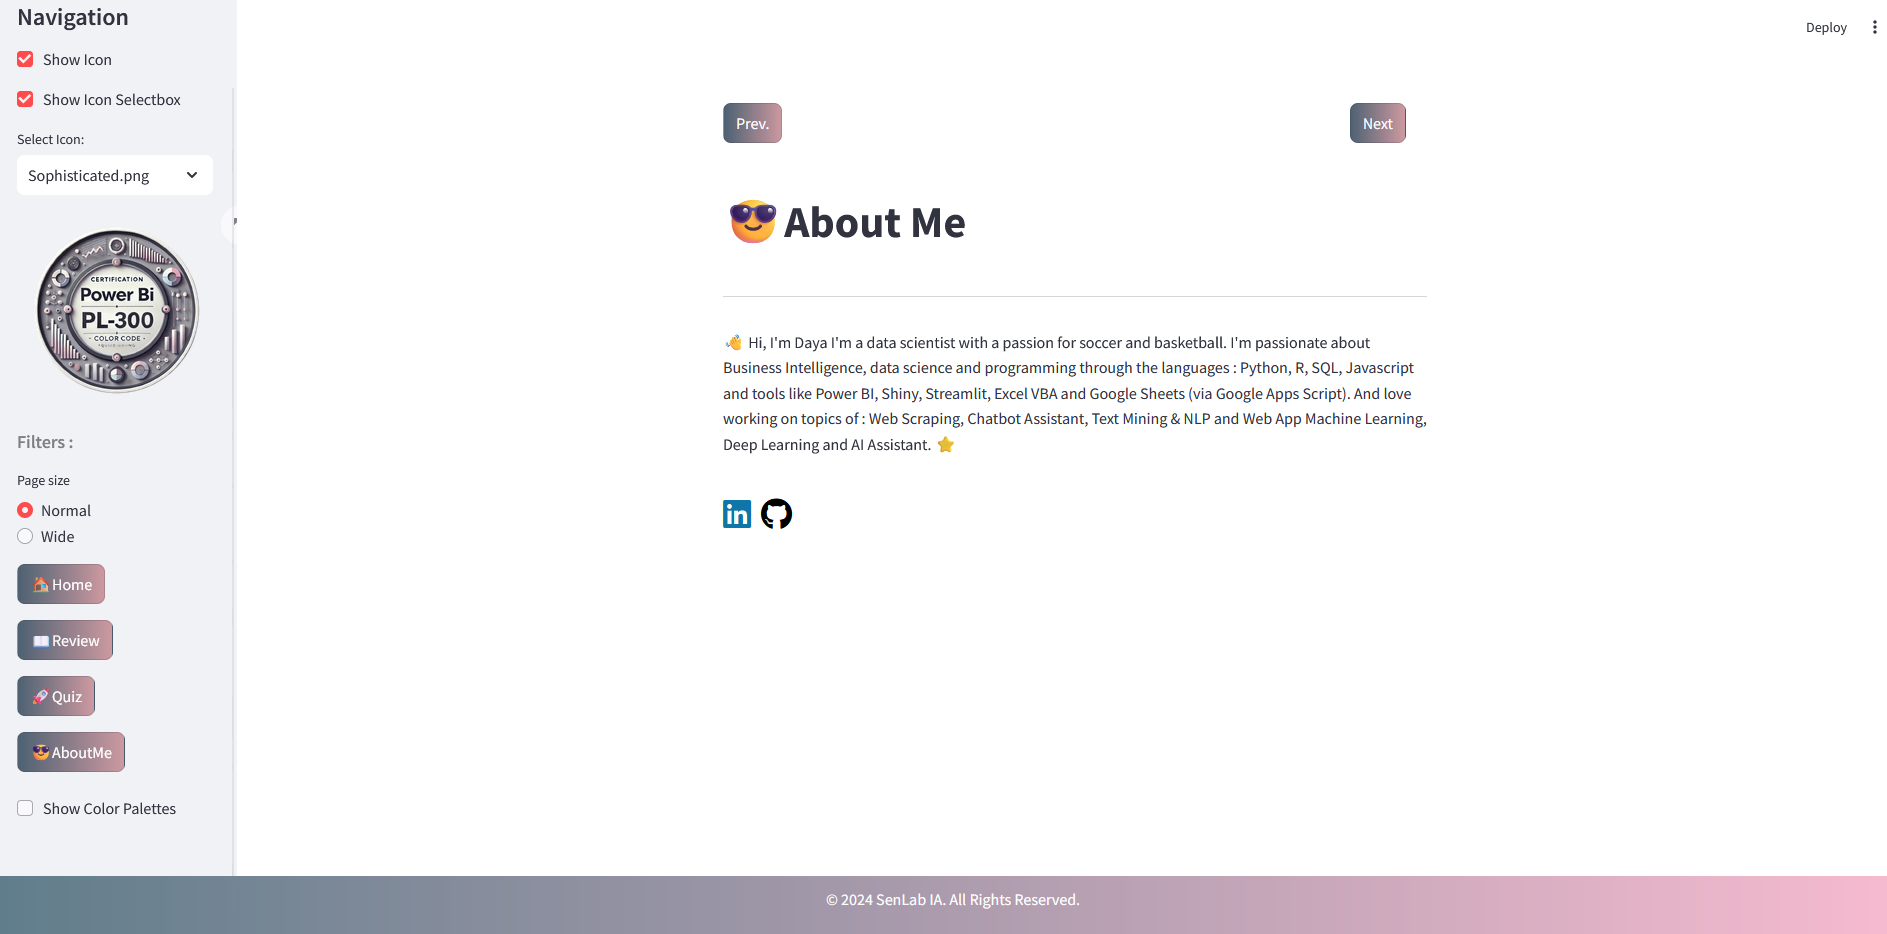 Navigation
Show Icon
Show Icon Selectbox
Select Icon:
Sophisticated.png
CERTIFICATION
Power Bi
PL-300
- COLOR CODE -
Filters :
Page size
Normal
Wide
Home
Review
Quiz
AboutMe
Show Color Palettes
Deploy
Prev.
Next
About Me
Hi, I'm Daya I'm a data scientist with a passion for soccer and basketball. I'm passionate about
Business Intelligence, data science and programming through the languages : Python, R, SQL, Javascript
and tools like Power BI, Shiny, Streamlit, Excel VBA and Google Sheets (via Google Apps Script). And love
working on topics of : Web Scraping, Chatbot Assistant, Text Mining & NLP and Web App Machine Learning,
Deep Learning and AI Assistant.
in
© 2024 SenLab IA. All Rights Reserved.